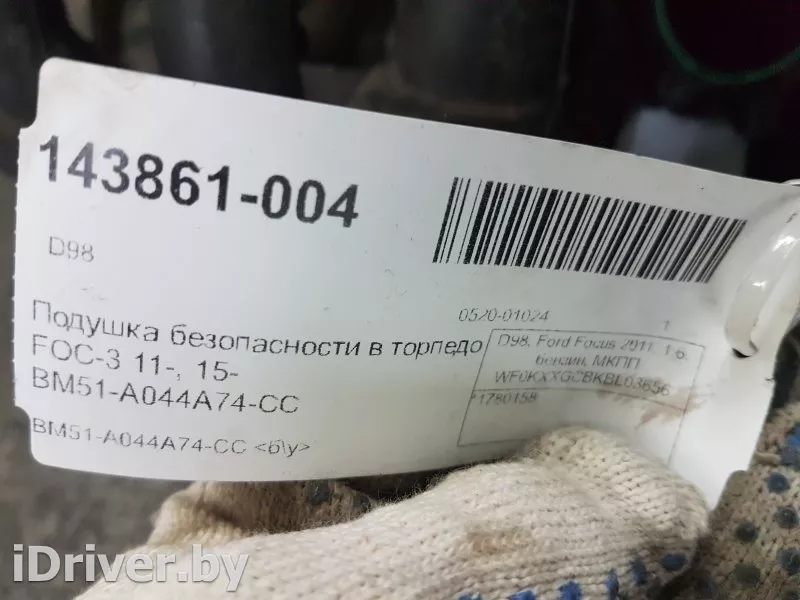 143861-004
D98
0520-01024 1
Подушка безопасности в торпедо
FOC-3 11-, 15-
BM51-A044A74-CC
BM51-A044A74-CC <б\у>
D98, Ford Focus 2011, 1.6,
бензин, МКПП
WF0KXXGCBKBL03656
*1780158
iDriver.by